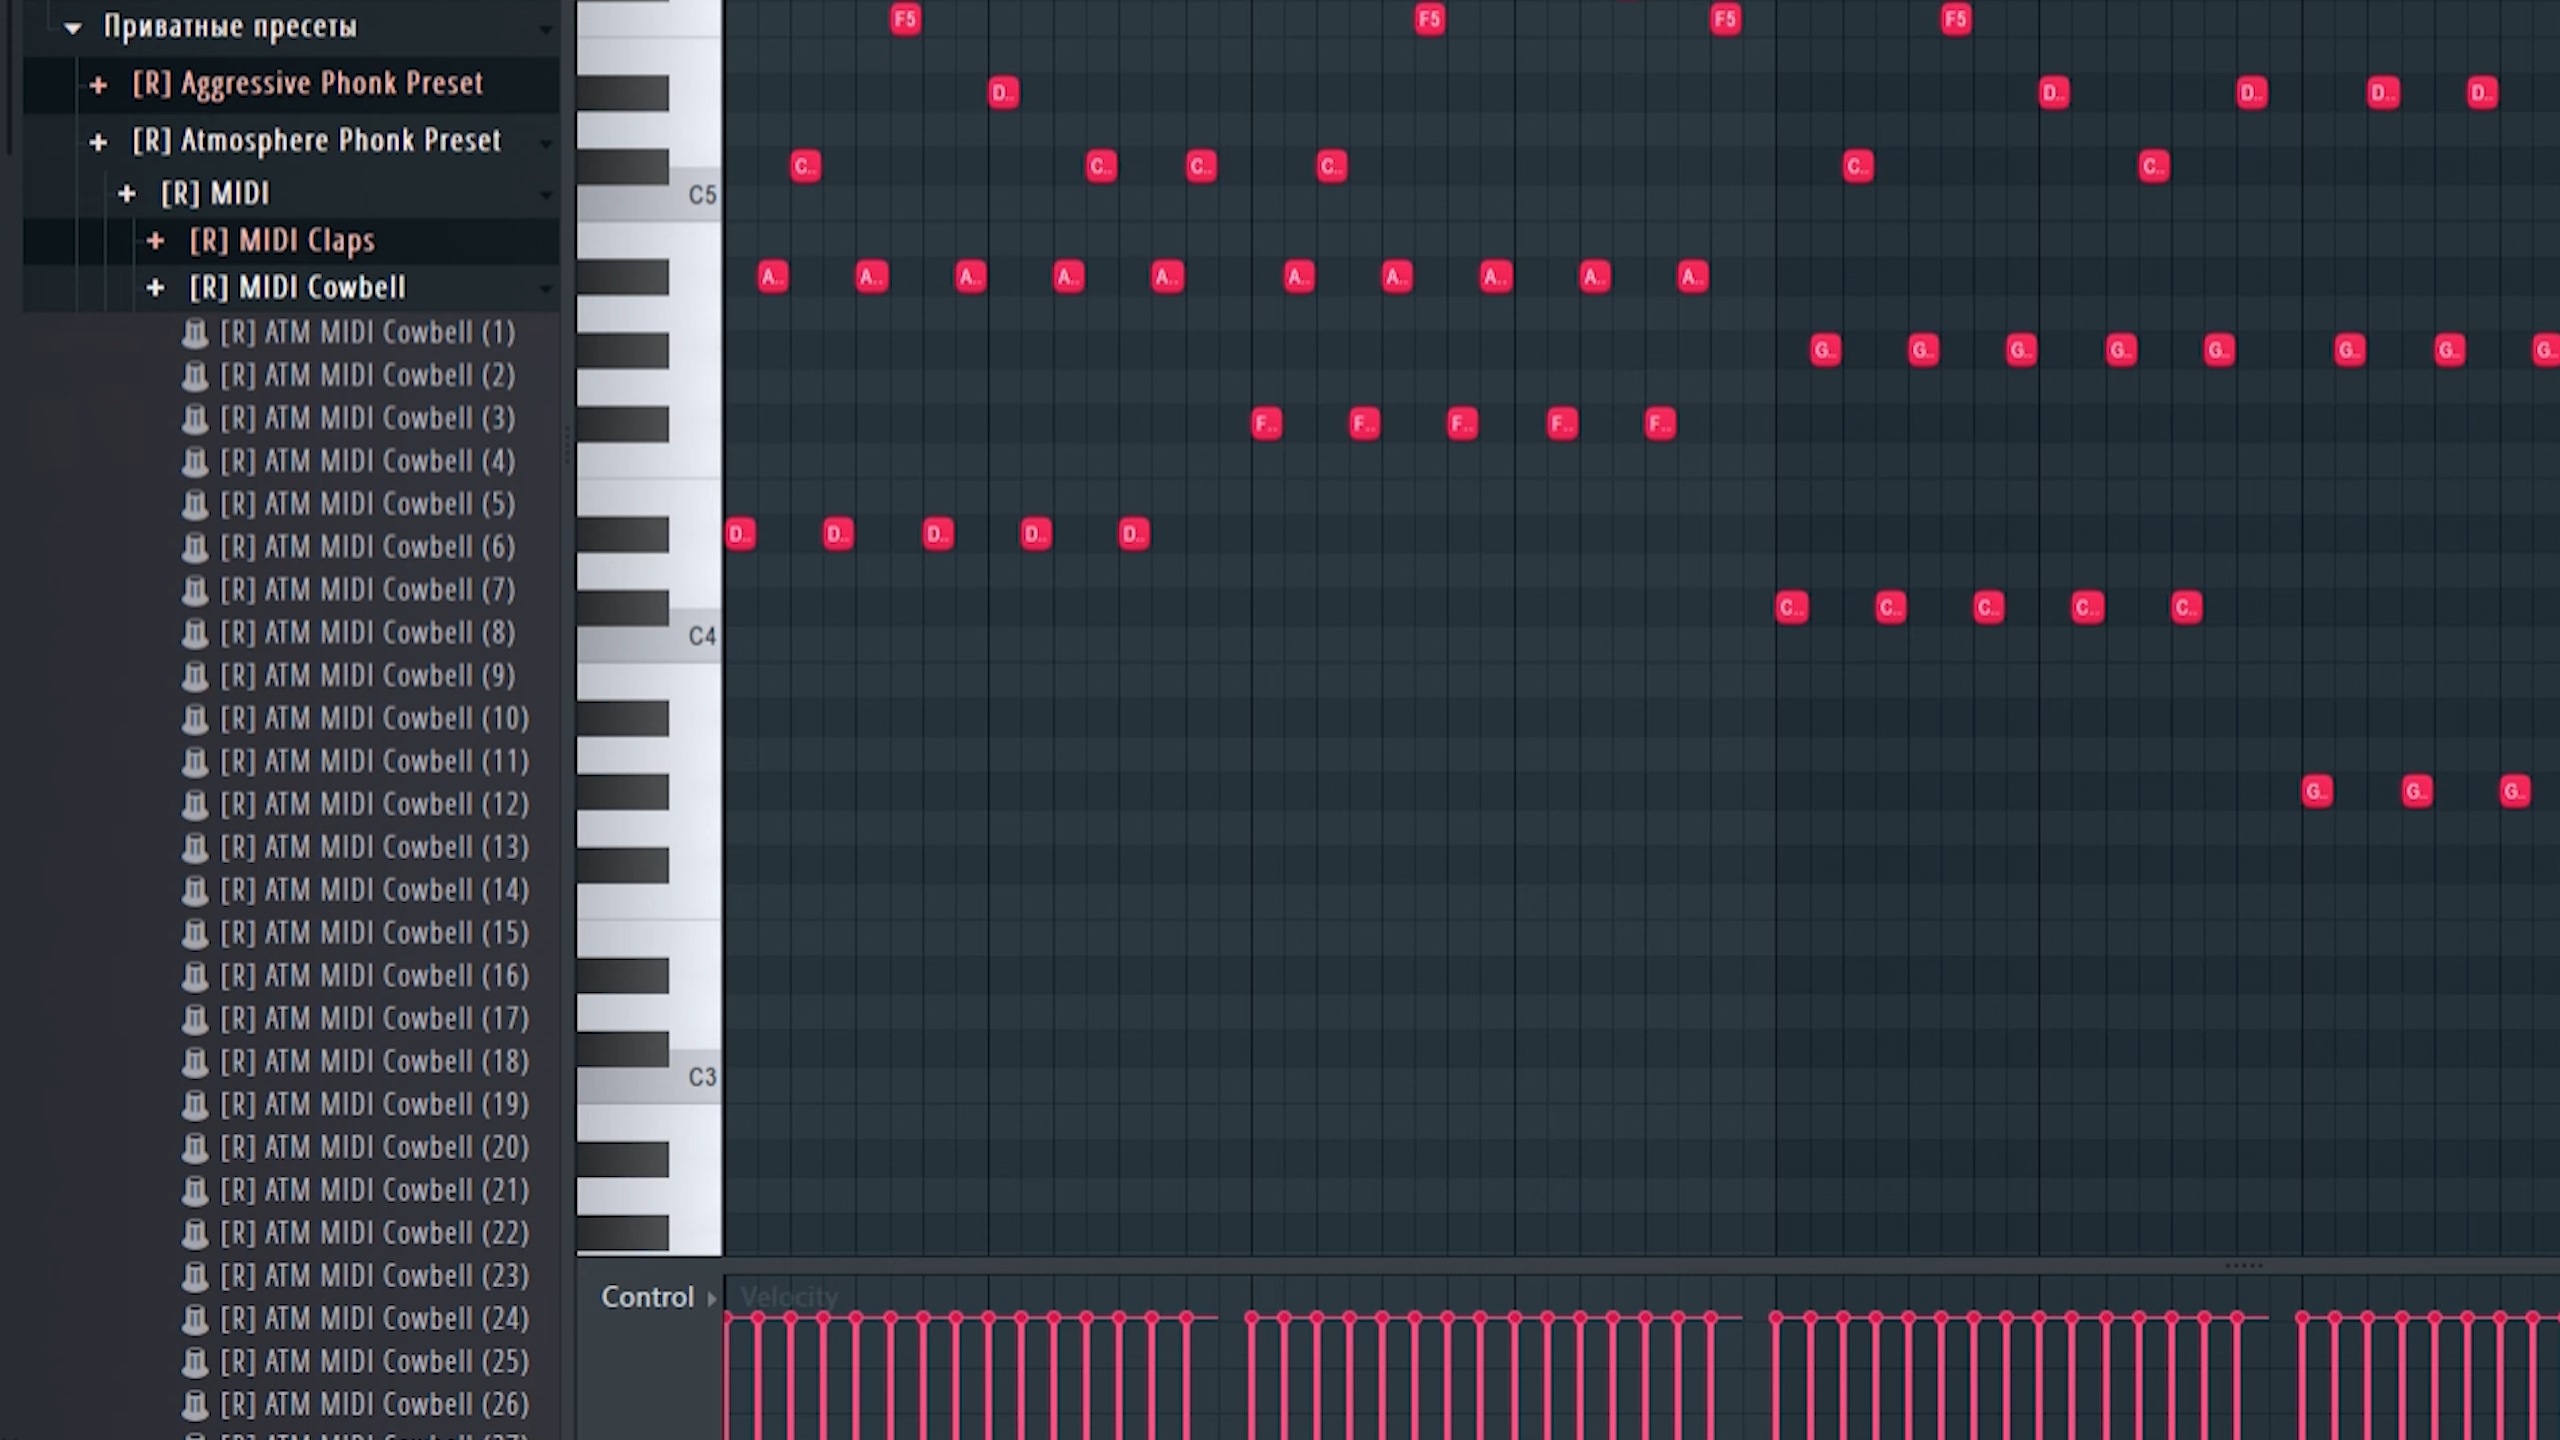 Приватные пресеты
[R] Aggressive Phonk Preset
[R] Atmosphere Phonk Preset
[R] MIDI
[R] MIDI Claps
[R] MIDI Cowbell
[R] ATM MIDI Cowbell (1)
[R] ATM MIDI Cowbell (2)
[R] ATM MIDI Cowbell (3)
[R] ATM MIDI Cowbell (4)
[R] ATM MIDI Cowbell (5)
[R] ATM MIDI Cowbell (6)
[R] ATM MIDI Cowbell (7)
[R] ATM MIDI Cowbell (8)
[R] ATM MIDI Cowbell (9)
[R] ATM MIDI Cowbell (10)
[R] ATM MIDI Cowbell (11)
[R] ATM MIDI Cowbell (12)
[R] ATM MIDI Cowbell (13)
[R] ATM MIDI Cowbell (14)
[R] ATM MIDI Cowbell (15)
[R] ATM MIDI Cowbell (16)
[R] ATM MIDI Cowbell (17)
[R] ATM MIDI Cowbell (18)
[R] ATM MIDI Cowbell (19)
[R] ATM MIDI Cowbell (20)
[R] ATM MIDI Cowbell (21)
[R] ATM MIDI Cowbell (22)
[R] ATM MIDI Cowbell (23)
[R] ATM MIDI Cowbell (24)
[R] ATM MIDI Cowbell (25)
[R] ATM MIDI Cowbell (26)
F5 F5 F5 F5
D.. D.. D.. D.. D..
C.. C.. C.. C.. C.. C..
C5
A.. A.. A.. A.. A.. A.. A.. A.. A.. A..
G.. G.. G.. G.. G.. G.. G.. G..
F.. F.. F.. F.. F..
D.. D.. D.. D.. D..
C.. C.. C.. C.. C..
C4
G.. G.. G..
C3
Control Velocity